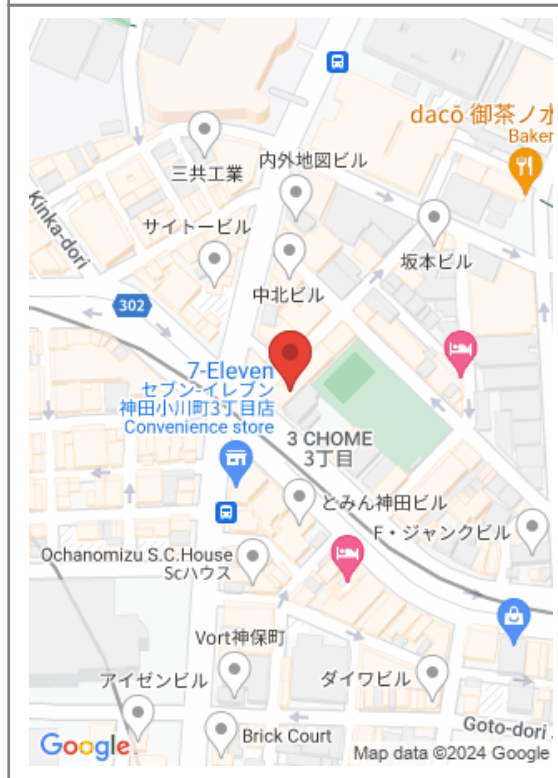 dacō 御茶ノ水
Baker
三共工業
内外地図ビル
Kinka-dori
サイトービル
坂本ビル
中北ビル
302
7-Eleven
セブン-イレブン
神田小川町3丁目店
Convenience store
3 CHOME
3丁目
とみん神田ビル
F・ジャンクビル
Ochanomizu S.C.House
Scハウス
Vort神保町
アイゼンビル
ダイワビル
Goto-dori
Brick Court
Google
Map data ©2024 Google